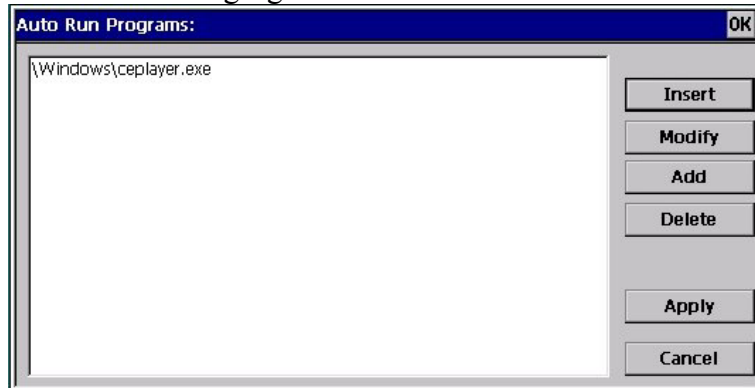 Auto Run Programs:
OK
\Windows\ceplayer.exe
Insert
Modify
Add
Delete
Apply
Cancel